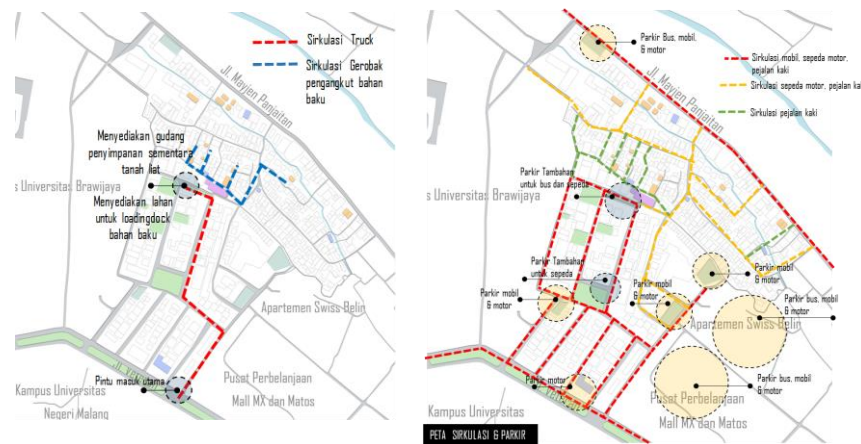 Sirkulasi Truck
Sirkulasi Gerobak
pengangkut bahan
baku
Jl. Mayjen Panjaitan
Menyediakan gudang
penyimpanan sementara
tanah liat
s Universitas Brawijaya
Menyediakan lahan
untuk loadingdock
bahan baku
Apartemen Swiss Belin
Pintu masuk utama
Kampus Universitas
Negeri Malang
Pusat Perbelanjaan
Mall MX dan Matos
Parkir Bus, mobil
& motor
Sirkulasi mobil, sepeda motor,
pejalan kaki
Sirkulasi sepeda motor, pejalan kaki
Sirkulasi pejalan kaki
Jl. Mayjen Panjaitan
Parkir Tambahan
untuk bus dan sepeda
s Universitas Brawijaya
Parkir Tambahan
untuk sepeda
Parkir mobil
& motor
Parkir mobil
& motor
Parkir mobil
& motor
Apartemen Swiss Belin
Parkir bus, mobil
& motor
Parkir motor
Parkir bus, mobil
& motor
Kampus Universitas
Pusat Perbelanjaan
Mall MX dan Matos
PETA SIRKULASI & PARKIR